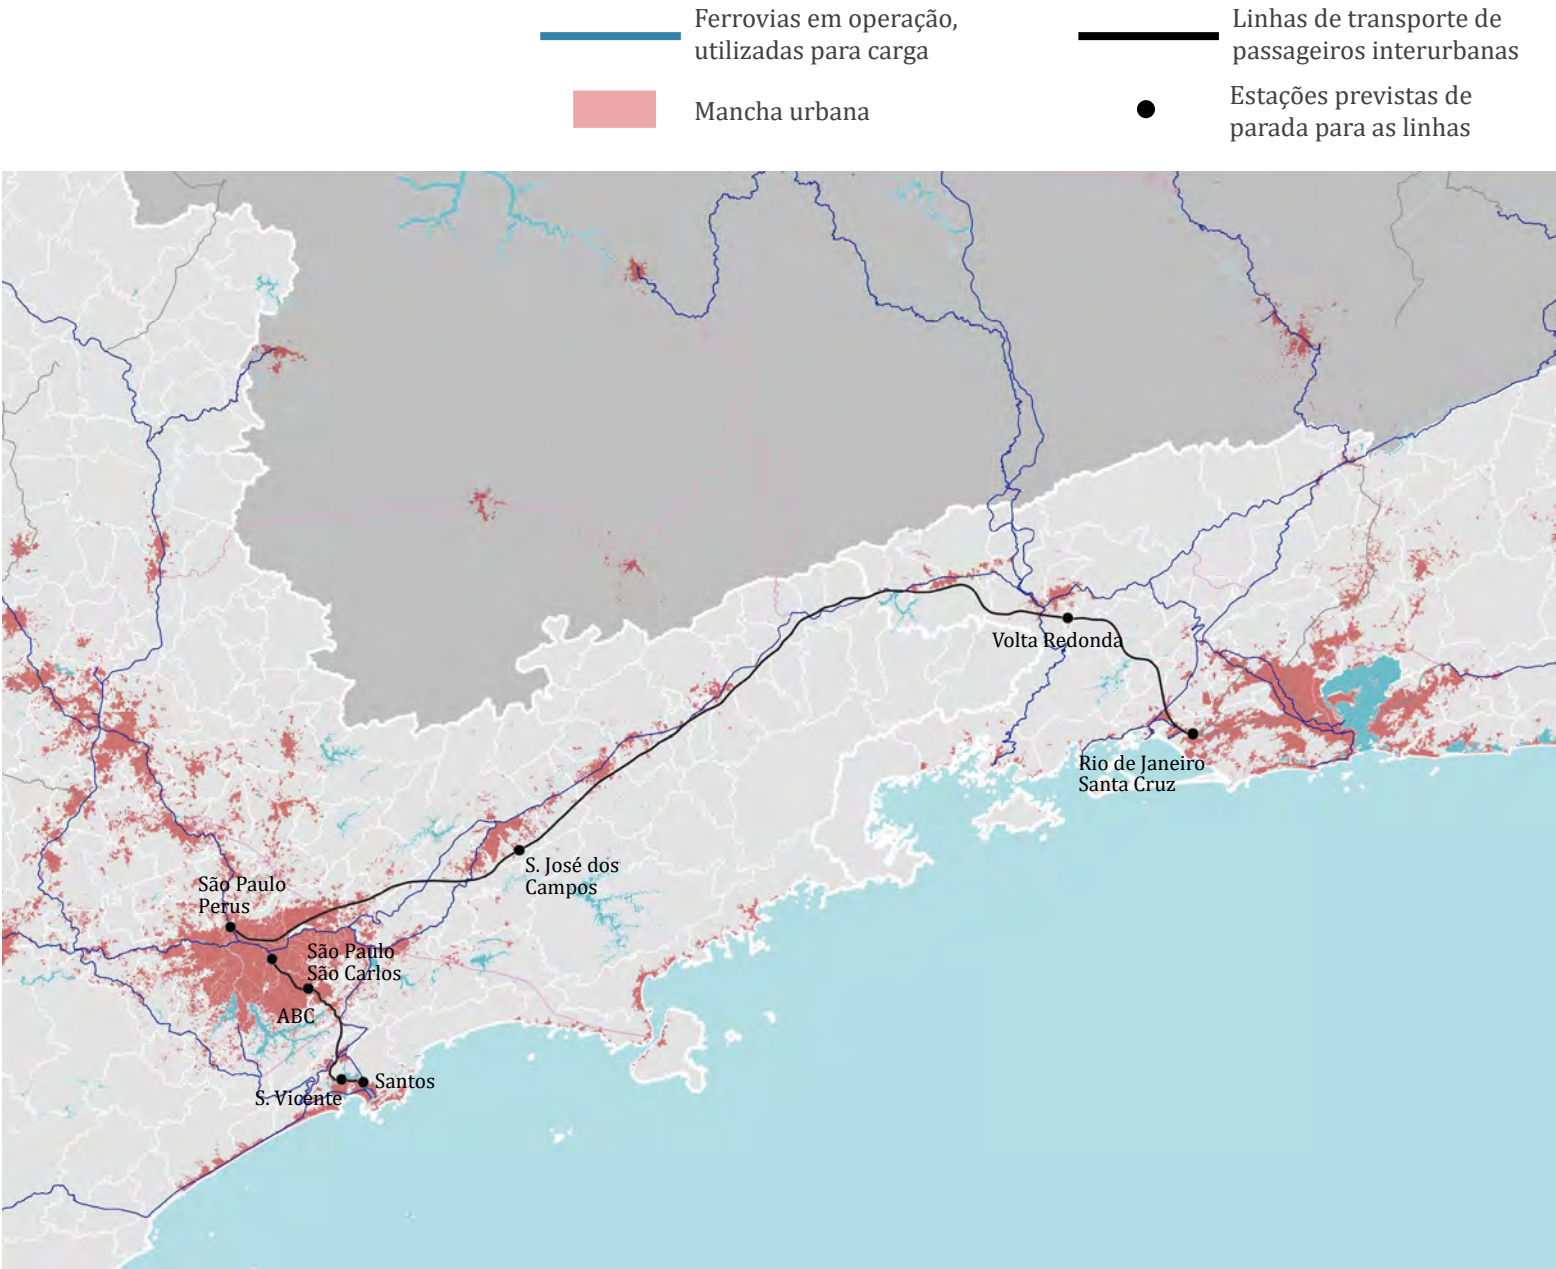 Ferrovias em operação,
utilizadas para carga
Linhas de transporte de
passageiros interurbanas
Mancha urbana
Estações previstas de
parada para as linhas
Volta Redonda
Rio de Janeiro
Santa Cruz
S. José dos
Campos
São Paulo
Perus
São Paulo
São Carlos
ABC
Santos
S. Vicente